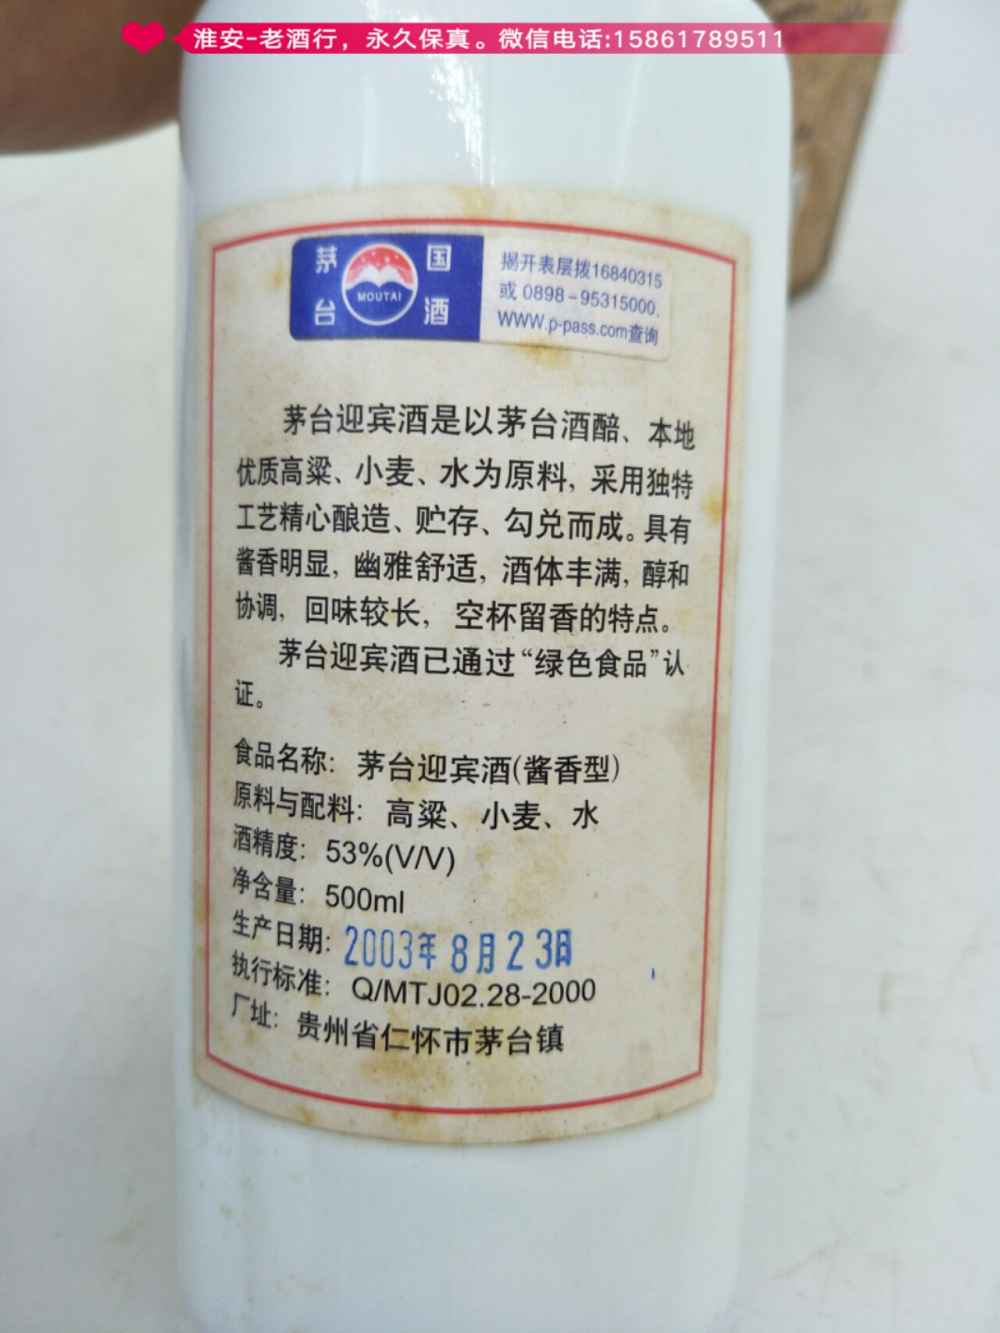 淮安-老酒行，永久保真。微信电话:15861789511
茅台
MOUTAI
国酒
揭开表层拨16840315
或 0898-95315000.
WWW.p-pass.com查询
茅台迎宾酒是以茅台酒醅、本地
优质高粱、小麦、水为原料，采用独特
工艺精心酿造、贮存、勾兑而成。具有
酱香明显，幽雅舒适，酒体丰满，醇和
协调，回味较长，空杯留香的特点。
茅台迎宾酒已通过“绿色食品”认
证。
食品名称：茅台迎宾酒(酱香型)
原料与配料：高粱、小麦、水
酒精度：53%(V/V)
净含量：500ml
生产日期：2003年8月23日
执行标准：Q/MTJ02.28-2000
厂址：贵州省仁怀市茅台镇